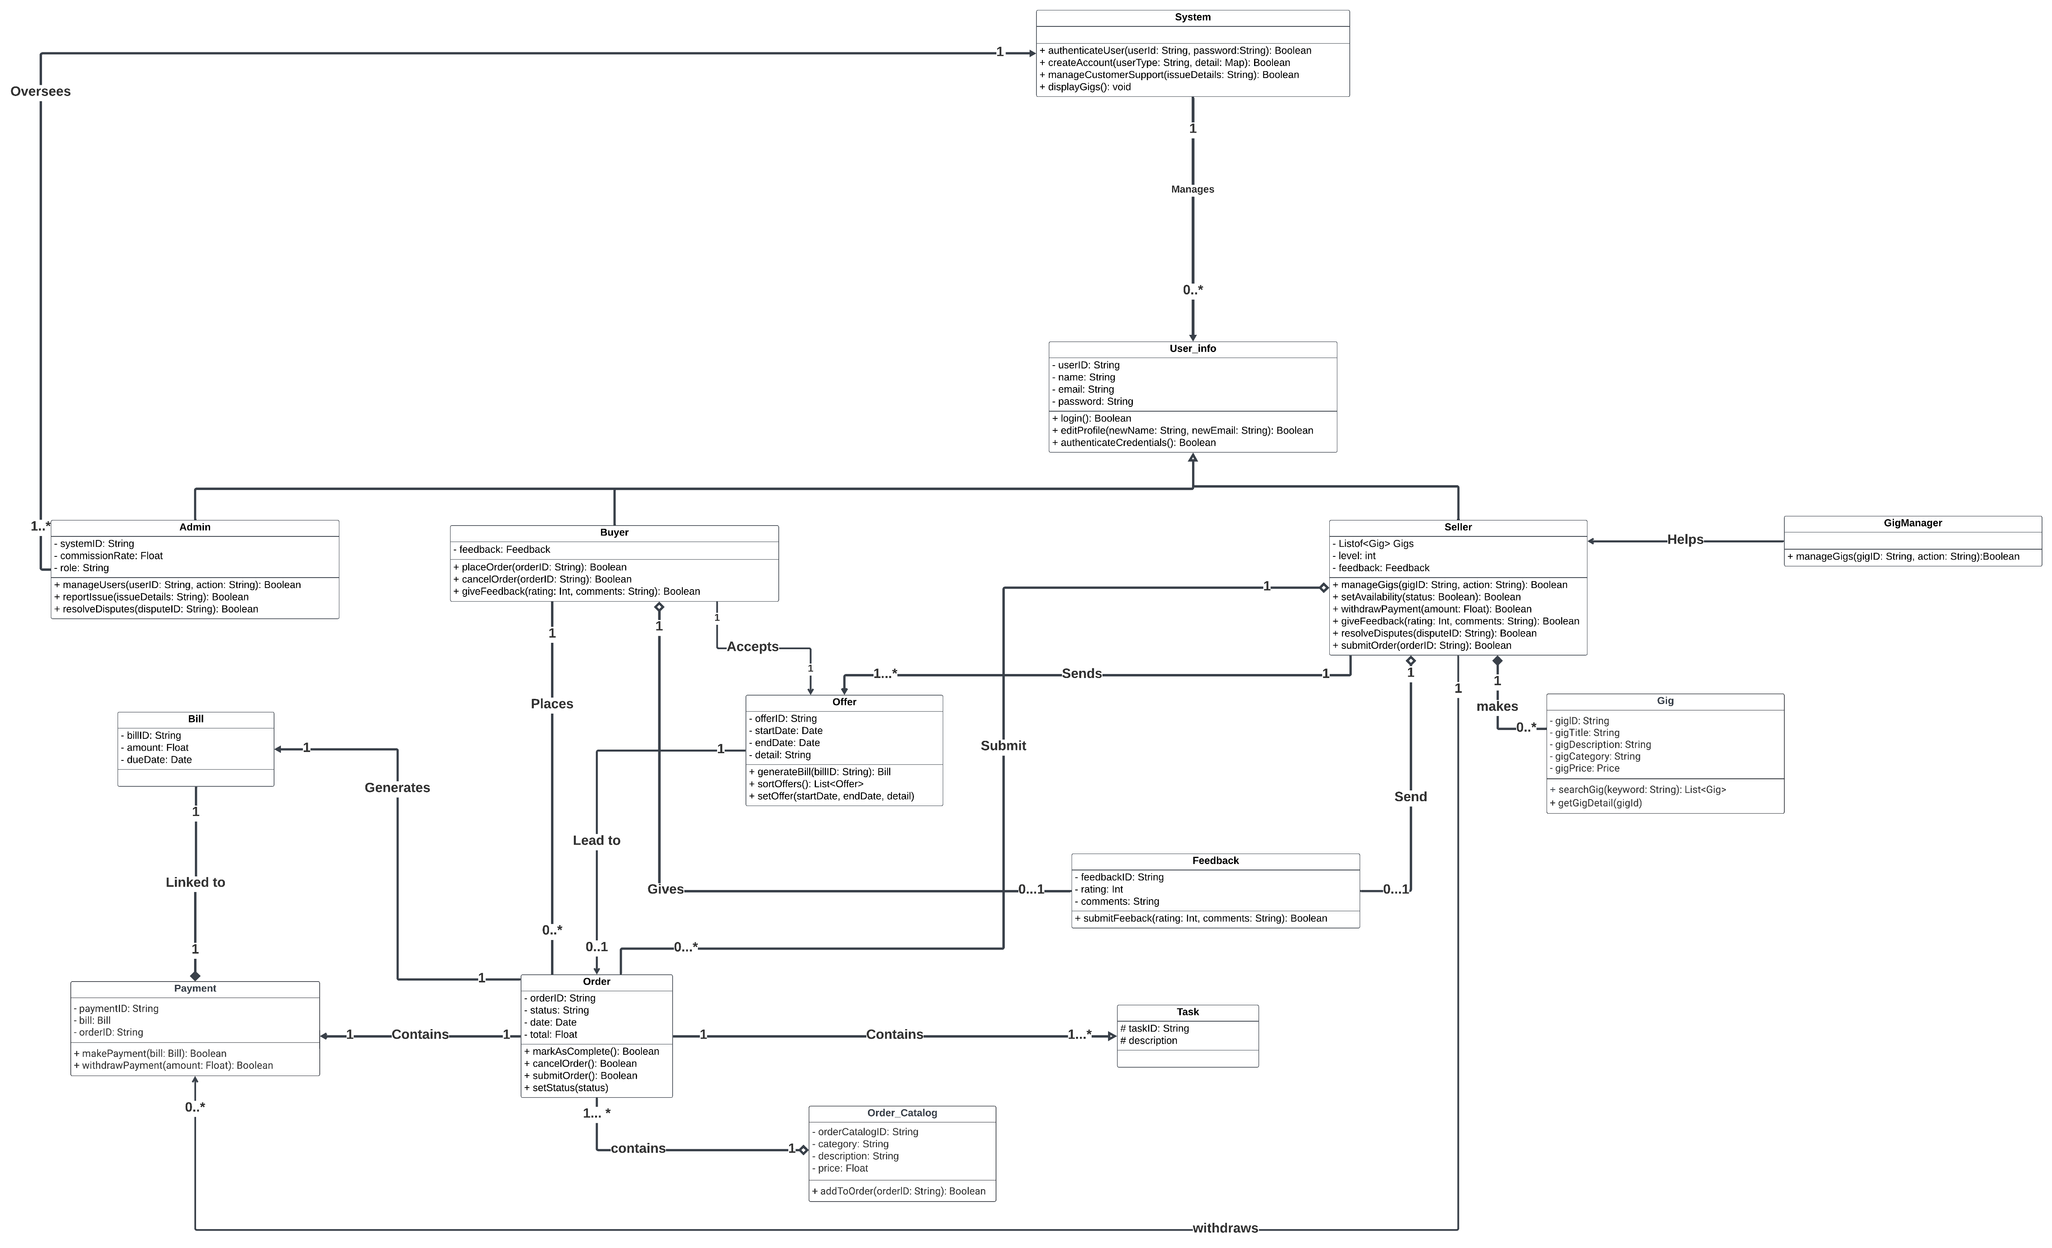 System
+ authenticateUser(userId: String, password:String): Boolean
+ createAccount(userType: String, detail: Map): Boolean
+ manageCustomerSupport(issueDetails: String): Boolean
+ displayGigs(): void
1
Oversees
1..*
1
Manages
0..*
User_info
- userID: String
- name: String
- email: String
- password: String
+ login(): Boolean
+ editProfile(newName: String, newEmail: String): Boolean
+ authenticateCredentials(): Boolean
Admin
- systemID: String
- commissionRate: Float
- role: String
+ manageUsers(userID: String, action: String): Boolean
+ reportIssue(issueDetails: String): Boolean
+ resolveDisputes(disputeID: String): Boolean
Buyer
- feedback: Feedback
+ placeOrder(orderID: String): Boolean
+ cancelOrder(orderID: String): Boolean
+ giveFeedback(rating: Int, comments: String): Boolean
Seller
- Listof<Gig> Gigs
- level: int
- feedback: Feedback
+ manageGigs(gigID: String, action: String): Boolean
+ setAvailability(status: Boolean): Boolean
+ withdrawPayment(amount: Float): Boolean
+ giveFeedback(rating: Int, comments: String): Boolean
+ resolveDisputes(disputeID: String): Boolean
+ submitOrder(orderID: String): Boolean
Helps
GigManager
+ manageGigs(gigID: String, action: String):Boolean
1
Places
0..*
1
Gives
0...1
1
Accepts
1
1...*
Sends
1
1
Submit
0...*
1
Send
0...1
1
makes
0..*
1
withdraws
0..*
Gig
- gigID: String
- gigTitle: String
- gigDescription: String
- gigCategory: String
- gigPrice: Price
+ searchGig(keyword: String): List<Gig>
+ getGigDetail(gigId)
Offer
- offerID: String
- startDate: Date
- endDate: Date
- detail: String
+ generateBill(billID: String): Bill
+ sortOffers(): List<Offer>
+ setOffer(startDate, endDate, detail)
1
Lead to
0..1
Bill
- billID: String
- amount: Float
- dueDate: Date
1
Generates
1
1
Linked to
1
Feedback
- feedbackID: String
- rating: Int
- comments: String
+ submitFeeback(rating: Int, comments: String): Boolean
Payment
- paymentID: String
- bill: Bill
- orderID: String
+ makePayment(bill: Bill): Boolean
+ withdrawPayment(amount: Float): Boolean
1
Contains
1
Order
- orderID: String
- status: String
- date: Date
- total: Float
+ markAsComplete(): Boolean
+ cancelOrder(): Boolean
+ submitOrder(): Boolean
+ setStatus(status)
1
Contains
1...*
Task
# taskID: String
# description
1... *
contains
1
Order_Catalog
- orderCatalogID: String
- category: String
- description: String
- price: Float
+ addToOrder(orderID: String): Boolean